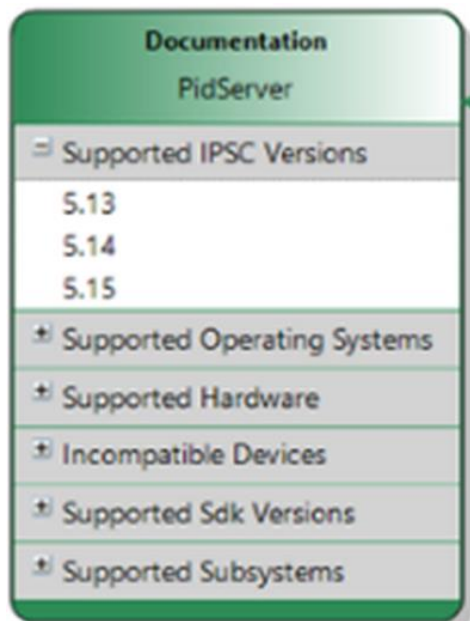 Documentation
PidServer
Supported IPSC Versions
5.13
5.14
5.15
Supported Operating Systems
Supported Hardware
Incompatible Devices
Supported Sdk Versions
Supported Subsystems